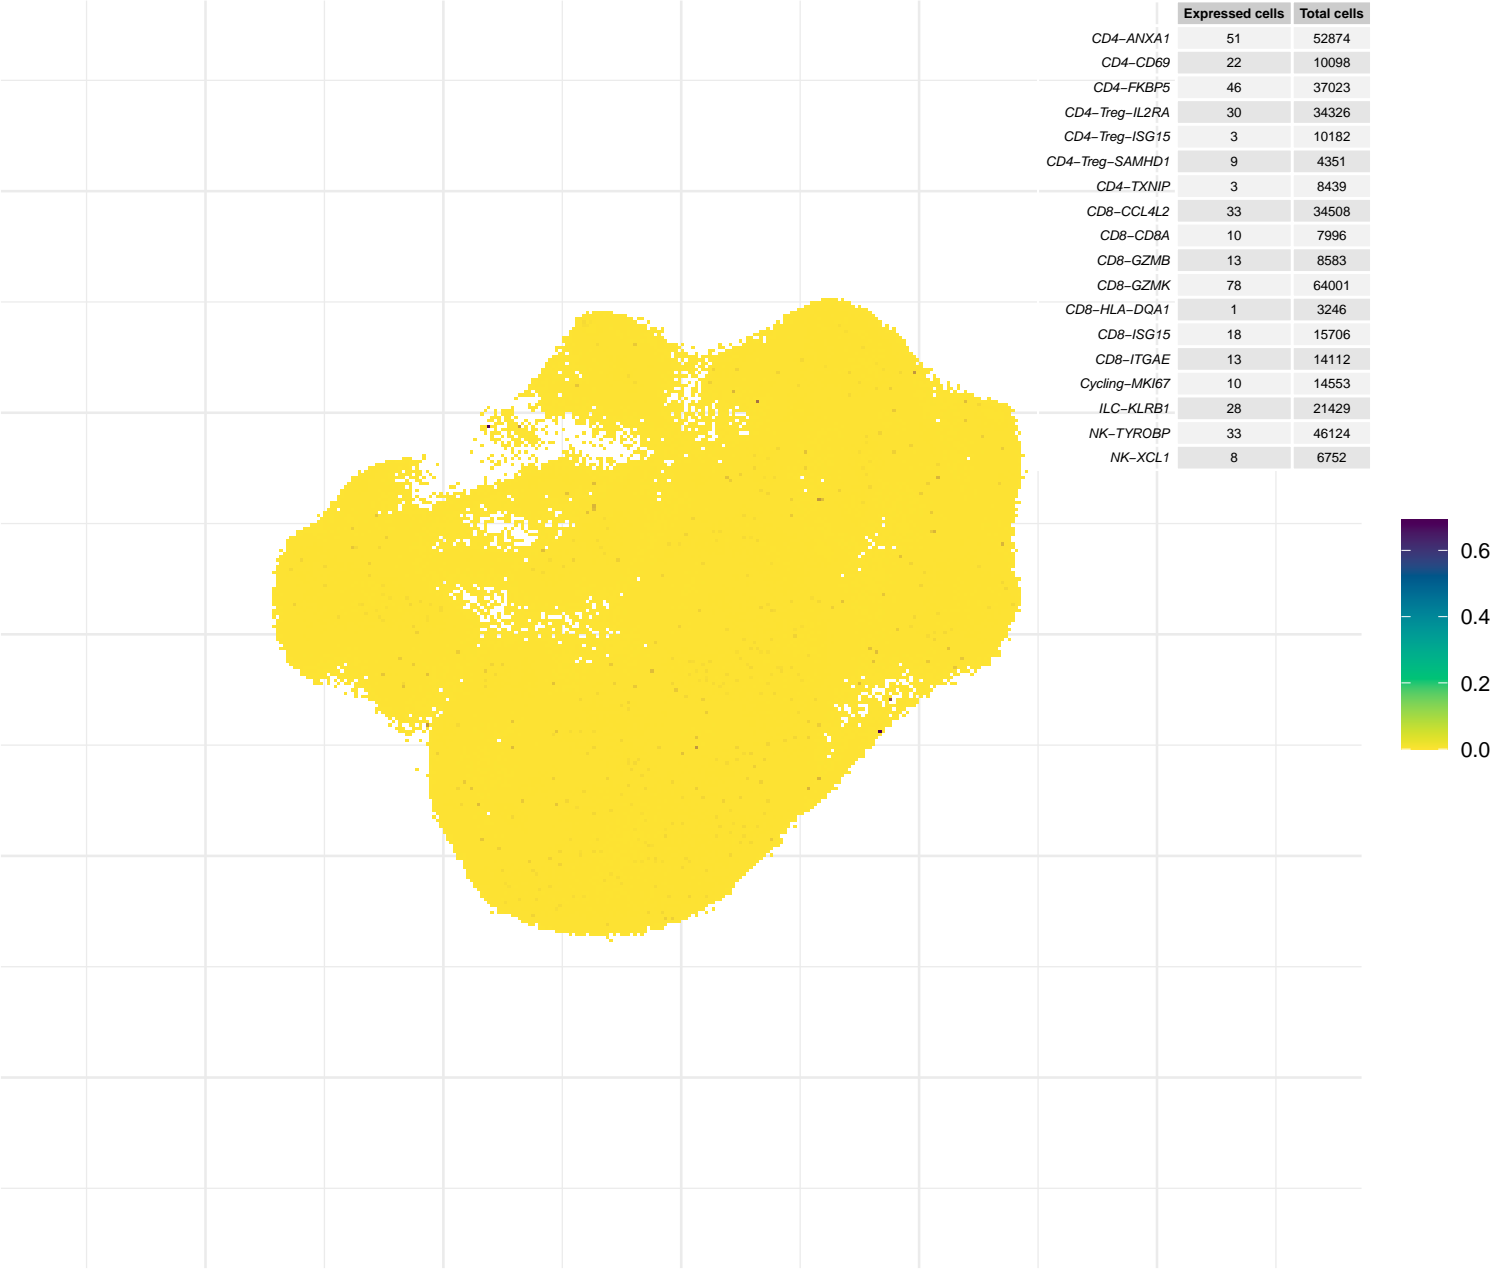 Expressed cells Total cells
CD4−ANXA1 51 52874
CD4−CD69 22 10098
CD4−FKBP5 46 37023
CD4−Treg−IL2RA 30 34326
CD4−Treg−ISG15 3 10182
CD4−Treg−SAMHD1 9 4351
CD4−TXNIP 3 8439
CD8−CCL4L2 33 34508
CD8−CD8A 10 7996
CD8−GZMB 13 8583
CD8−GZMK 78 64001
CD8−HLA−DQA1 1 3246
CD8−ISG15 18 15706
CD8−ITGAE 13 14112
Cycling−MKI67 10 14553
ILC−KLRB1 28 21429
NK−TYROBP 33 46124
NK−XCL1 8 6752
0.6
0.4
0.2
0.0